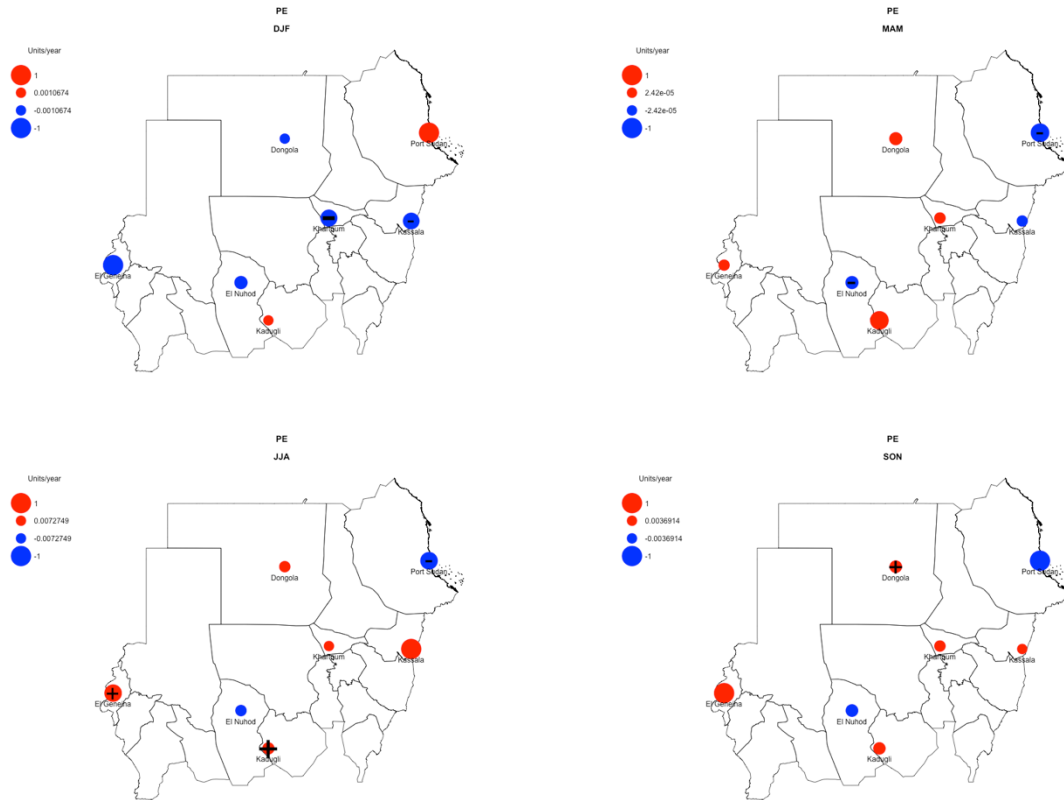 PE
DJF
Units/year
1
0.0010674
-0.0010674
-1
Dongola
Port Sudan
Khartoum
Kassala
El Geneina
El Nuhod
Kadugli
PE
MAM
Units/year
1
2.42e-05
-2.42e-05
-1
Dongola
Port Sudan
Khartoum
Kassala
El Geneina
El Nuhod
Kadugli
PE
JJA
Units/year
1
0.0072749
-0.0072749
-1
Dongola
Port Sudan
Khartoum
Kassala
El Geneina
El Nuhod
Kadugli
PE
SON
Units/year
1
0.0036914
-0.0036914
-1
Dongola
Port Sudan
Khartoum
Kassala
El Geneina
El Nuhod
Kadugli